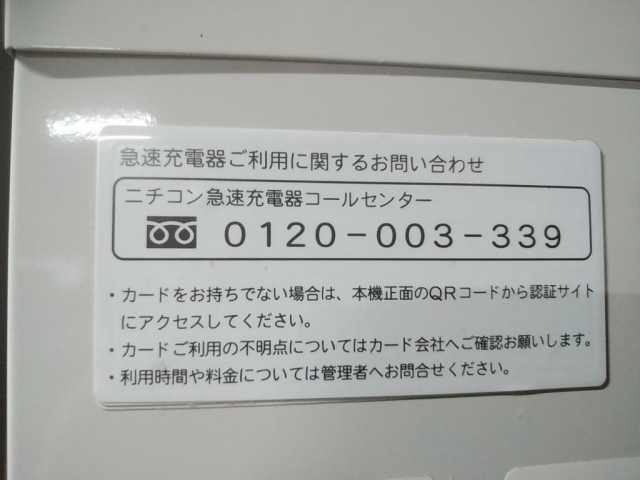 急速充電器ご利用に関するお問い合わせ
ニチコン急速充電器コールセンター
0120-003-339
・カードをお持ちでない場合は、本機正面のQRコードから認証サイト
にアクセスしてください。
・カードご利用の不明点についてはカード会社へご確認お願いします。
・利用時間や料金については管理者へお問合せください。